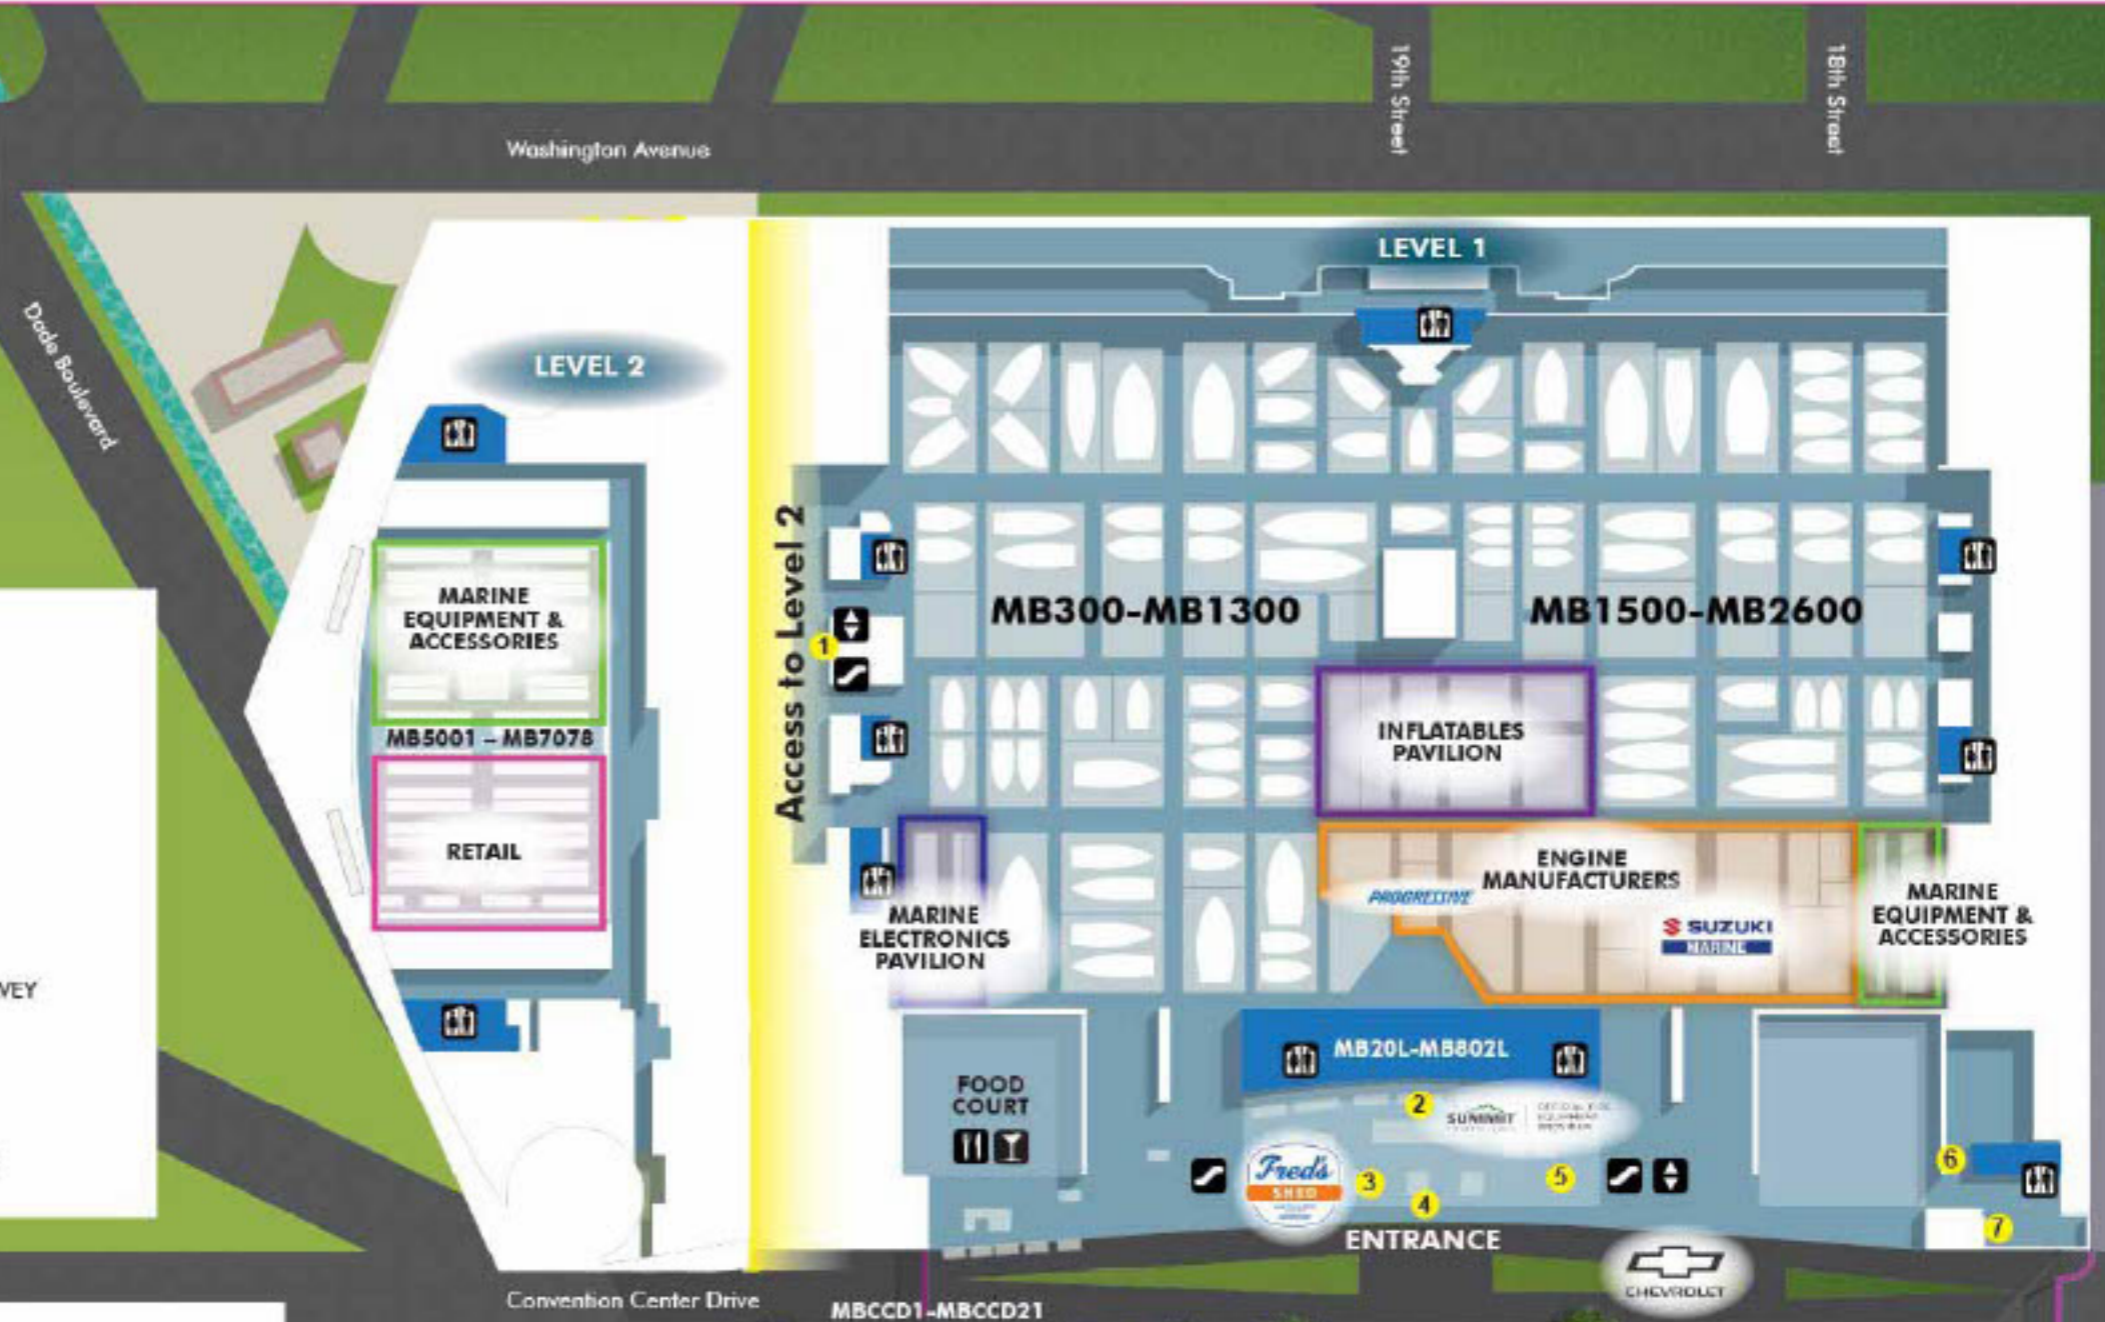 19th Street
18th Street
Washington Avenue
Dade Boulevard
LEVEL 1
LEVEL 2
Access to Level 2
MARINE
EQUIPMENT &
ACCESSORIES
MB5001 – MB7078
RETAIL
1
MB300-MB1300
MB1500-MB2600
INFLATABLES
PAVILION
ENGINE
MANUFACTURERS
PROGRESSIVE
SUZUKI
MARINE
MARINE
EQUIPMENT &
ACCESSORIES
MARINE
ELECTRONICS
PAVILION
VEY
MB20L-MB802L
FOOD
COURT
2
SUMMIT
Fred's
SHED
3
4
5
6
7
ENTRANCE
CHEVROLET
Convention Center Drive
MBCCD1-MBCCD21